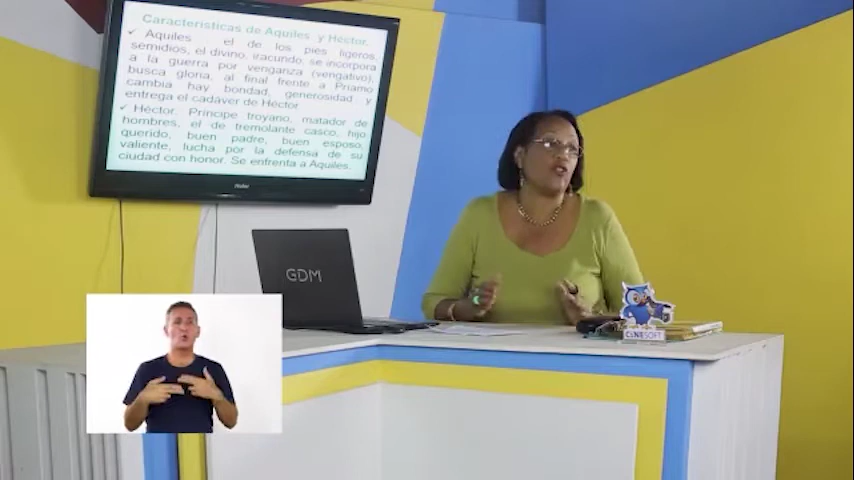 Características de Aquiles y Héctor.
✓ Aquiles el de los pies ligeros,
semidios, el divino, iracundo, se incorpora
a la guerra por venganza (vengativo),
busca gloria, al final frente a Priamo
cambia hay bondad, generosidad y
entrega el cadáver de Héctor
✓ Héctor: Príncipe troyano, matador de
hombres, el de tremolante casco, hijo
querido, buen padre, buen esposo,
valiente, lucha por la defensa de su
ciudad con honor. Se enfrenta a Aquiles.
Haier
GDM
CINESOFT